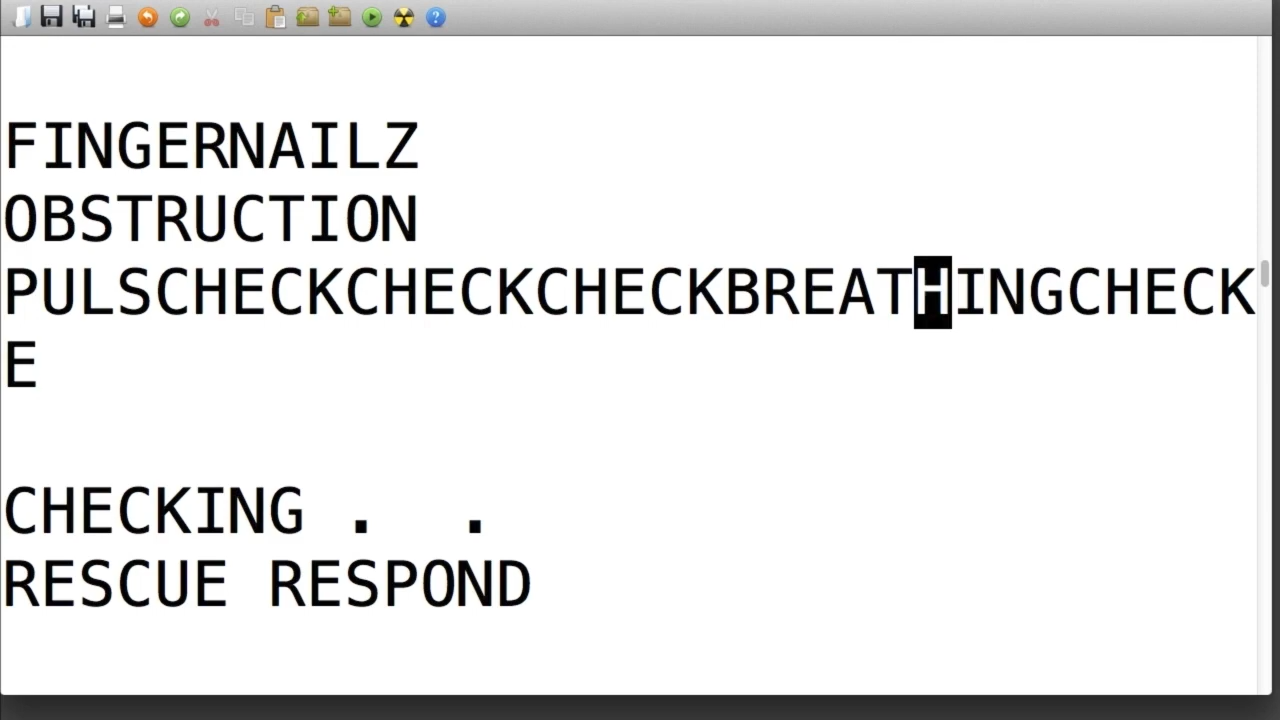 FINGERNAILZ
OBSTRUCTION
PULSCHECKCHECKCHECKBREATHINGCHECK
E
CHECKING .  .
RESCUE RESPOND